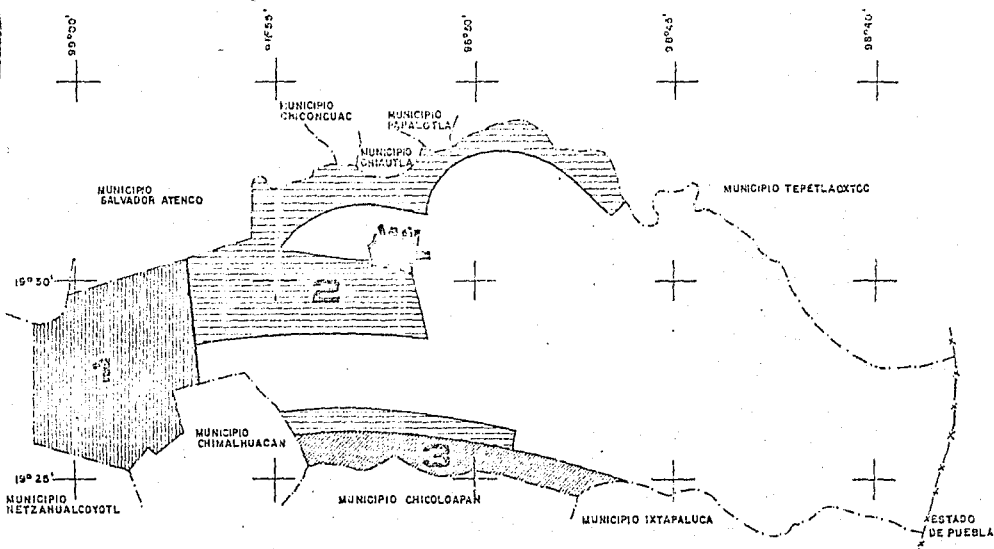 99°00'
98°50'
98°45'
98°40'
MUNICIPIO
CHICONCUAC
MUNICIPIO
PAPALOTLA
MUNICIPIO
CHIAUTLA
MUNICIPIO
SALVADOR ATENCO
MUNICIPIO TEPETLAOXTOC
19°30'
2
1
MUNICIPIO
CHIMALHUACAN
3
19°25'
MUNICIPIO
NETZAHUALCOYOTL
MUNICIPIO CHICOLOAPAN
MUNICIPIO IXTAPALUCA
ESTADO
DE PUEBLA